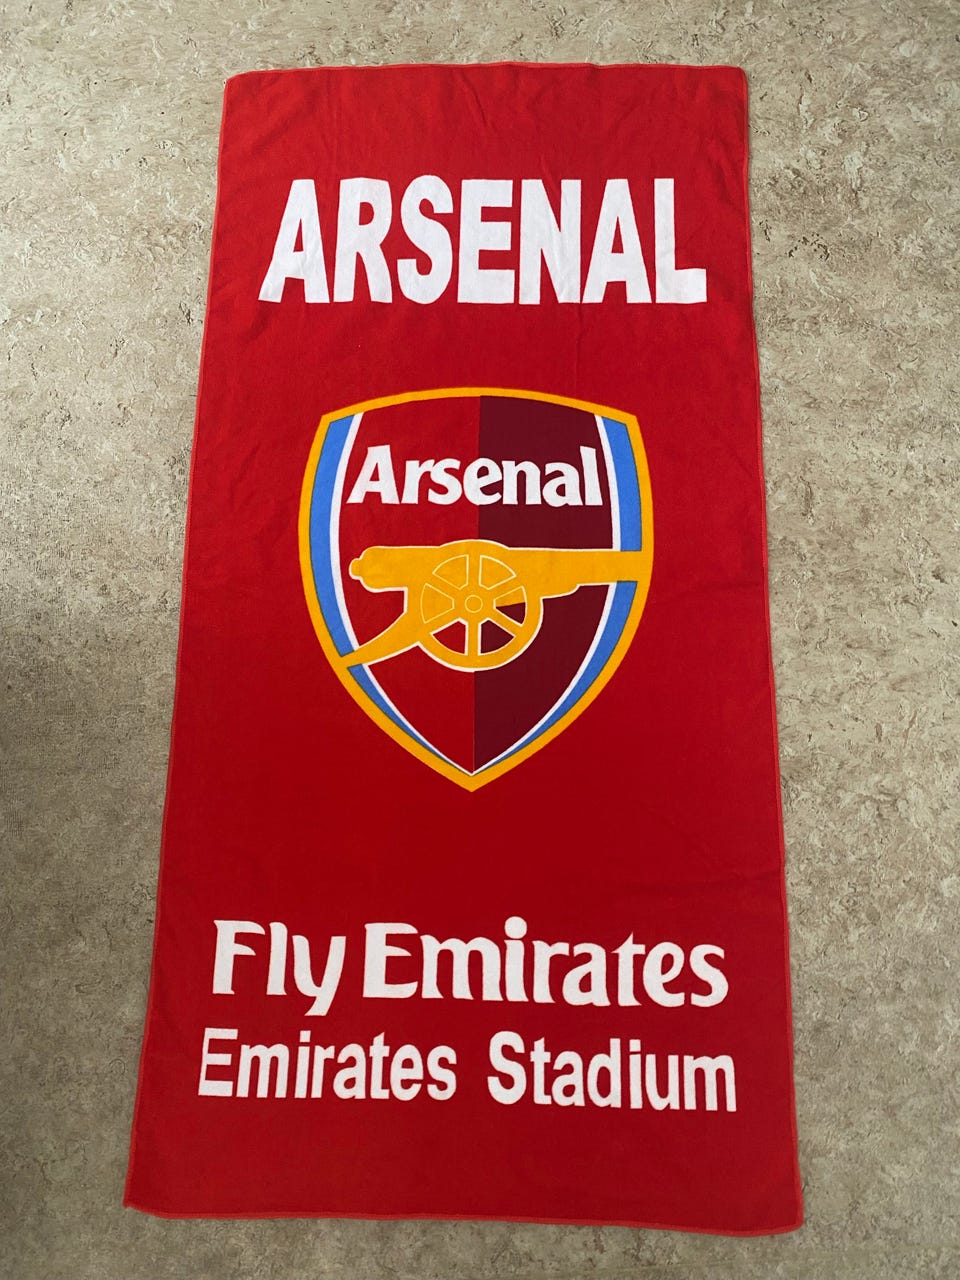 ARSENAL
Arsenal
Fly Emirates
Emirates Stadium